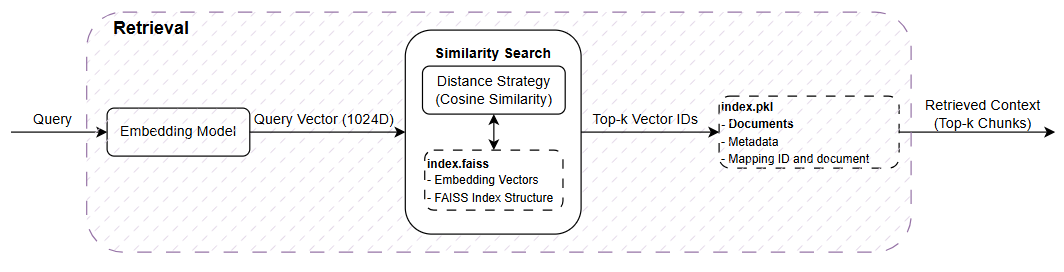 Retrieval
Query
Embedding Model
Query Vector (1024D)
Similarity Search
Distance Strategy
(Cosine Similarity)
index.faiss
- Embedding Vectors
- FAISS Index Structure
Top-k Vector IDs
index.pkl
- Documents
- Metadata
- Mapping ID and document
Retrieved Context
(Top-k Chunks)